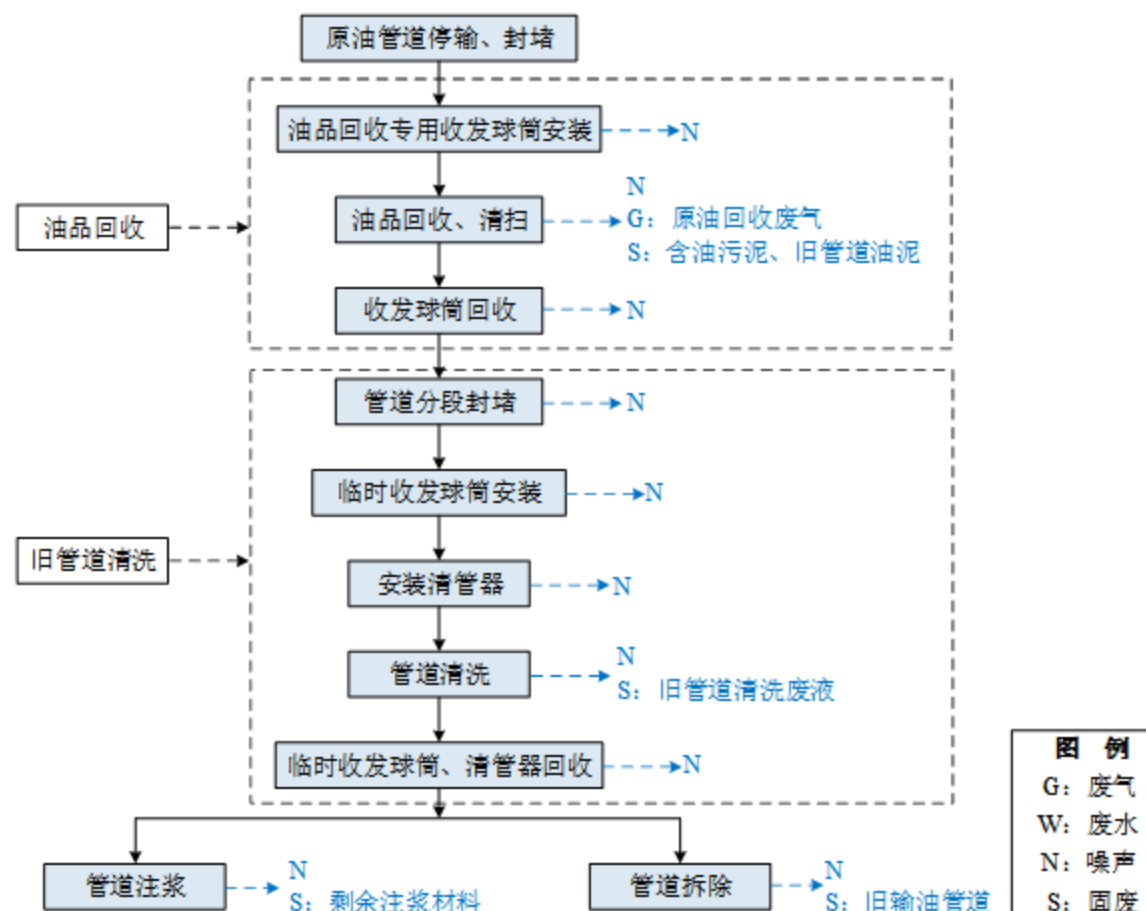 原油管道停输、封堵
油品回收专用收发球筒安装
N
油品回收
油品回收、清扫
N
G：原油回收废气
S：含油污泥、旧管道油泥
收发球筒回收
N
管道分段封堵
N
临时收发球筒安装
N
旧管道清洗
安装清管器
N
管道清洗
N
S：旧管道清洗废液
临时收发球筒、清管器回收
N
管道注浆
N
S：剩余注浆材料
管道拆除
N
S：旧输油管道
图 例
G：废气
W：废水
N：噪声
S：固废